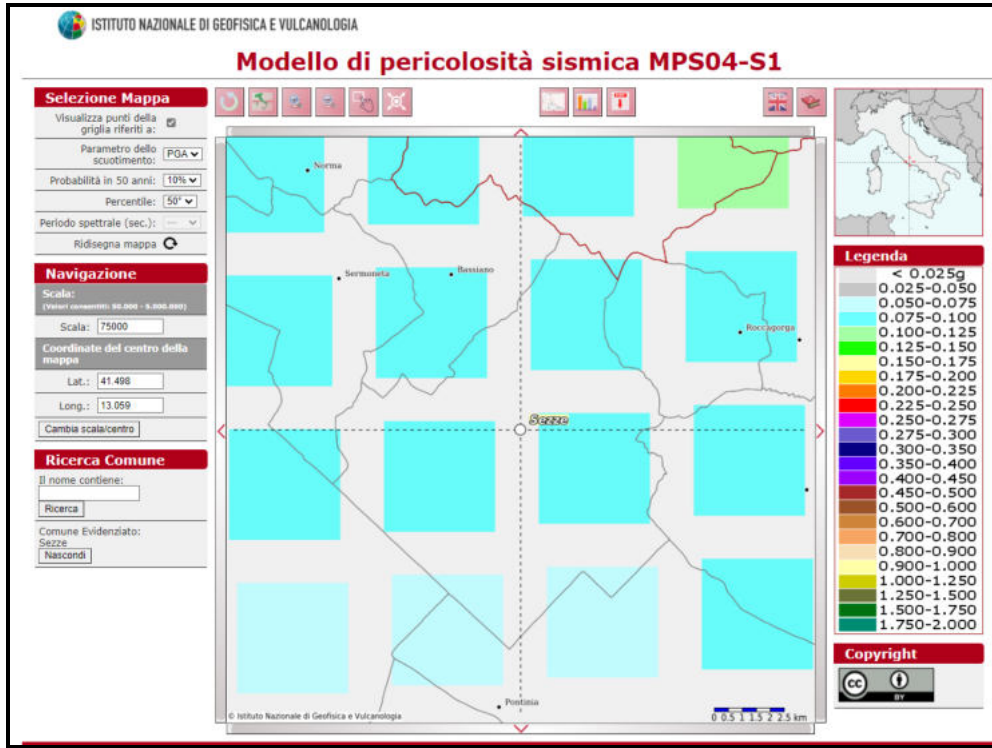 ISTITUTO NAZIONALE DI GEOFISICA E VULCANOLOGIA
Modello di pericolosità sismica MPS04-S1
Selezione Mappa
Visualizza punti della
griglia riferiti a:
Parametro dello
scuotimento: PGA
Probabilità in 50 anni: 10%
Percentile: 50°
Periodo spettrale (sec.): ---
Ridisegna mappa
Navigazione
Scala:
(Valori consentiti: 50.000 - 5.000.000)
Scala: 75000
Coordinate del centro della
mappa
Lat.: 41.498
Long.: 13.059
Cambia scala/centro
Ricerca Comune
Il nome contiene:
Ricerca
Comune Evidenziato:
Sezze
Nascondi
Norma
Sermoneta
Bassiano
Roccagorga
Sezze
Pontinia
© Istituto Nazionale di Geofisica e Vulcanologia
0 0.5 1 1.5 2 2.5 km
Legenda
< 0.025g
0.025-0.050
0.050-0.075
0.075-0.100
0.100-0.125
0.125-0.150
0.150-0.175
0.175-0.200
0.200-0.225
0.225-0.250
0.250-0.275
0.275-0.300
0.300-0.350
0.350-0.400
0.400-0.450
0.450-0.500
0.500-0.600
0.600-0.700
0.700-0.800
0.800-0.900
0.900-1.000
1.000-1.250
1.250-1.500
1.500-1.750
1.750-2.000
Copyright
cc
BY